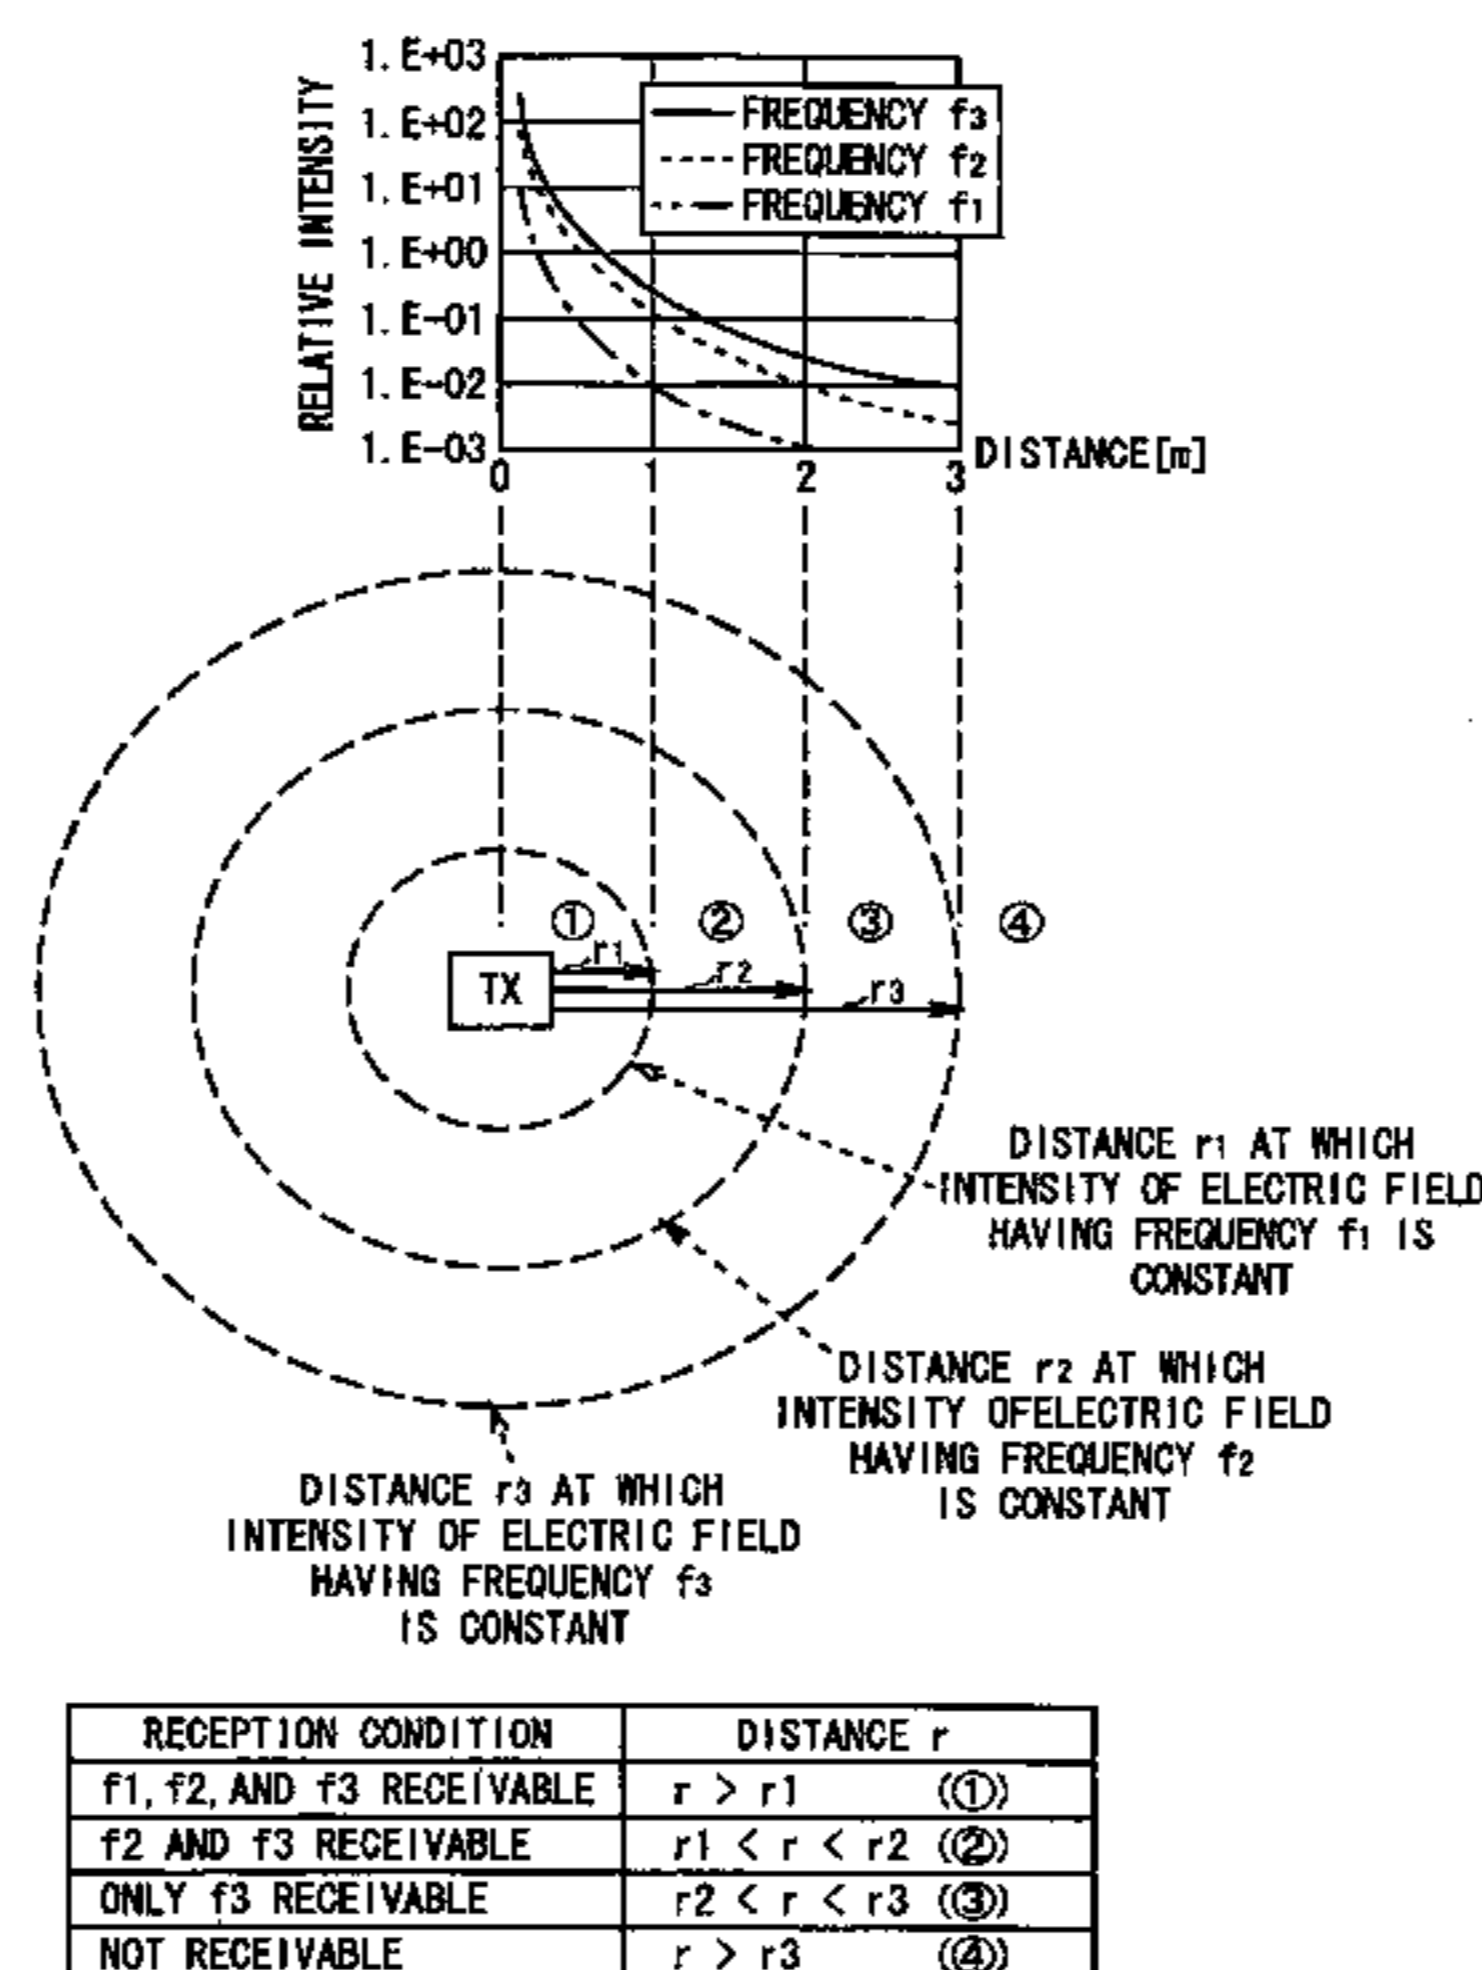 1.E+03
1.E+02
1.E+01
1.E+00
1.E-01
1.E-02
1.E-03
RELATIVE INTENSITY
FREQUENCY f3
FREQUENCY f2
FREQUENCY f1
0 1 2 3
DISTANCE[m]
① ② ③ ④
TX
r1
r2
r3
DISTANCE r1 AT WHICH
INTENSITY OF ELECTRIC FIELD
HAVING FREQUENCY f1 IS
CONSTANT
DISTANCE r2 AT WHICH
INTENSITY OFELECTRIC FIELD
HAVING FREQUENCY f2
IS CONSTANT
DISTANCE r3 AT WHICH
INTENSITY OF ELECTRIC FIELD
HAVING FREQUENCY f3
IS CONSTANT
RECEPTION CONDITION DISTANCE r
f1, f2, AND f3 RECEIVABLE r > r1 (①)
f2 AND f3 RECEIVABLE r1 < r < r2 (②)
ONLY f3 RECEIVABLE r2 < r < r3 (③)
NOT RECEIVABLE r > r3 (④)